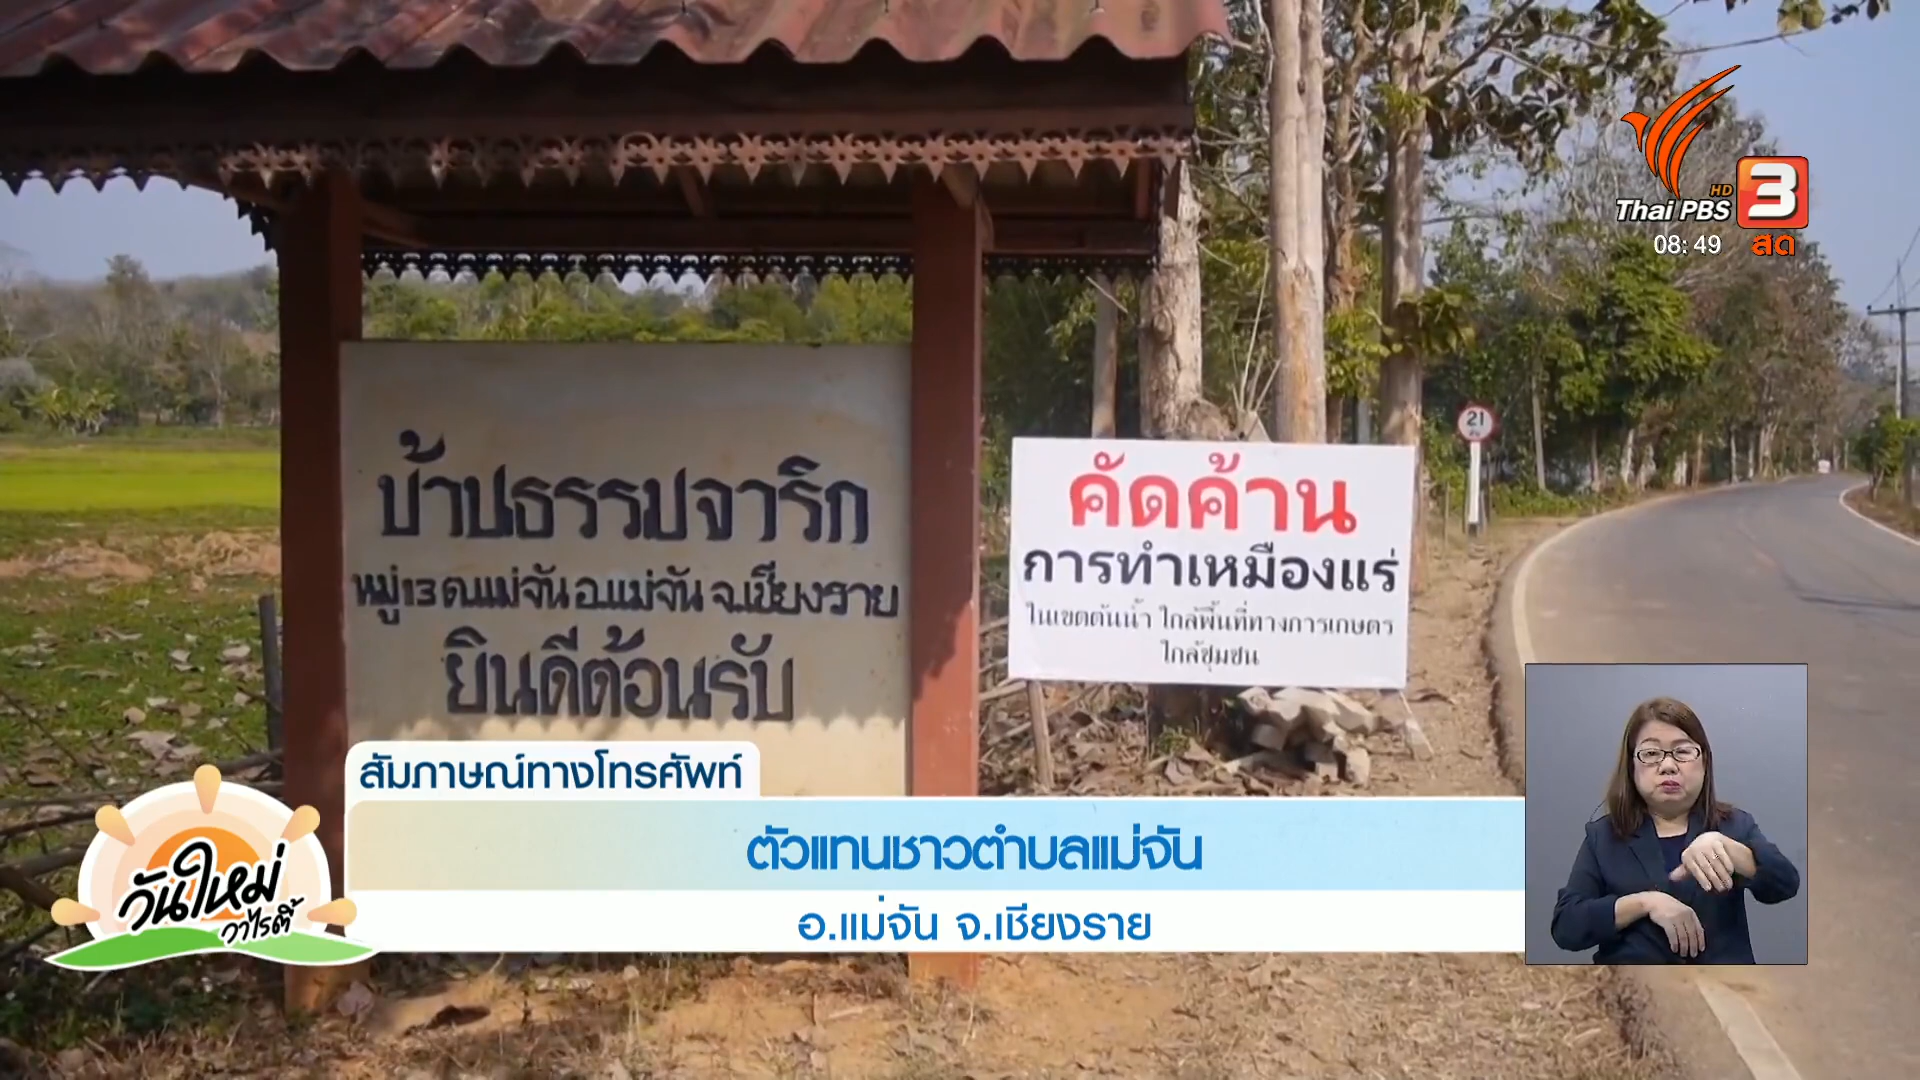 Thai PBS HD 3
08:49 สด
21
บ้านธรรมจาริก
หมู่13 ต.แม่จัน อ.แม่จัน จ.เชียงราย
ยินดีต้อนรับ
คัดค้าน
การทำเหมืองแร่
ในเขตต้นน้ำ ใกล้พื้นที่ทางการเกษตร
ใกล้ชุมชน
สัมภาษณ์ทางโทรศัพท์
ตัวแทนชาวตำบลแม่จัน
อ.แม่จัน จ.เชียงราย
วันใหม่
วาไรตี้